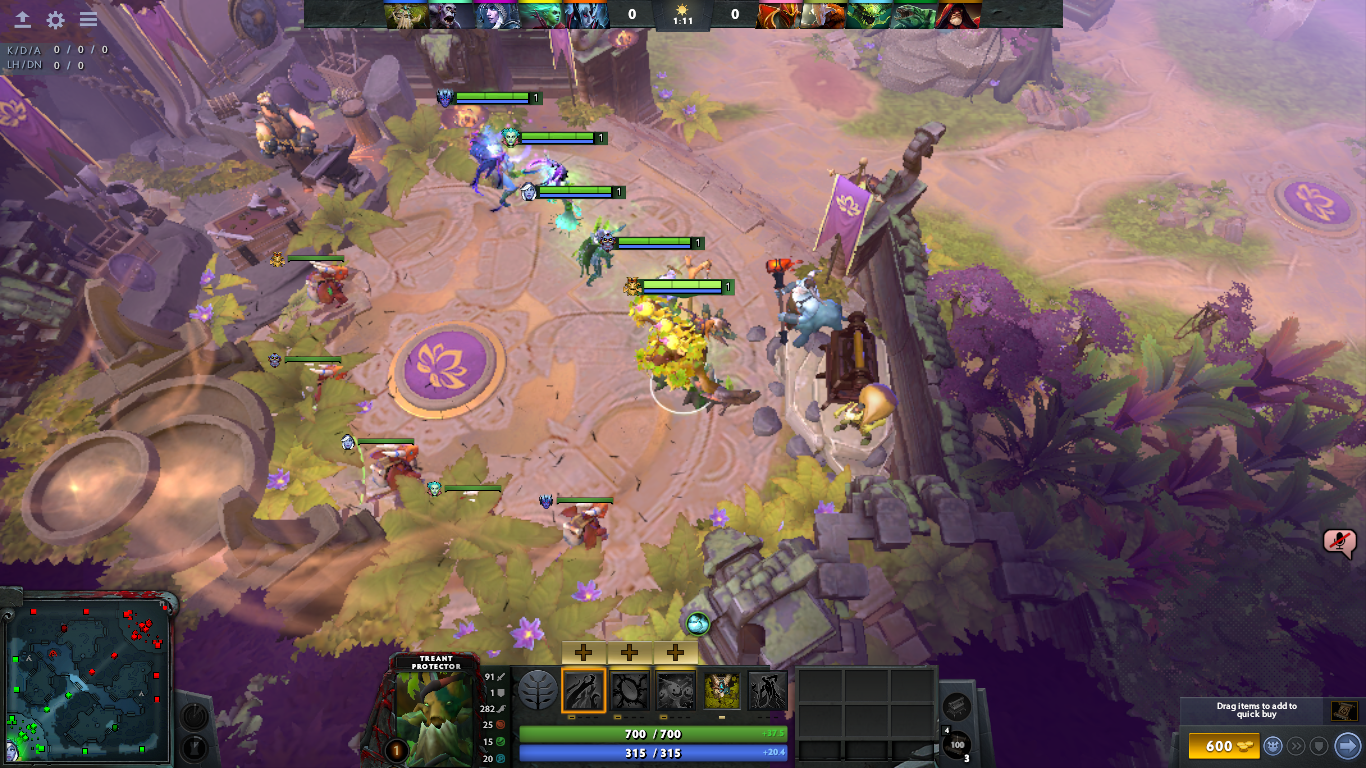 0 1:11 0
K/D/A 0 / 0 / 0
LH/DN 0 / 0
1
1
1
1
1
TREANT
PROTECTOR
91
1
282
25
15
20
1
700 / 700 +37.5
315 / 315 +20.4
4
100
3
Drag items to add to
quick buy
600